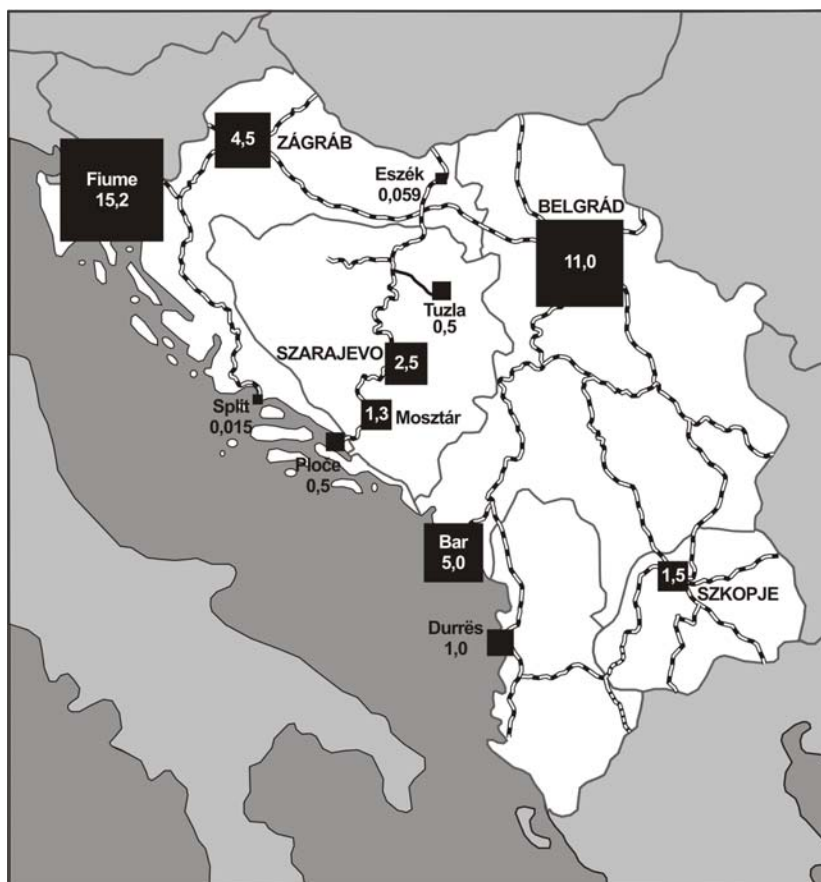 4,5
ZÁGRÁB
Fiume
15,2
Eszék
0,059
BELGRÁD
11,0
Tuzla
0,5
SZARAJEVO
2,5
Split
0,015
1,3
Mosztár
Ploče
0,5
Bar
5,0
1,5
SZKOPJE
Durrës
1,0